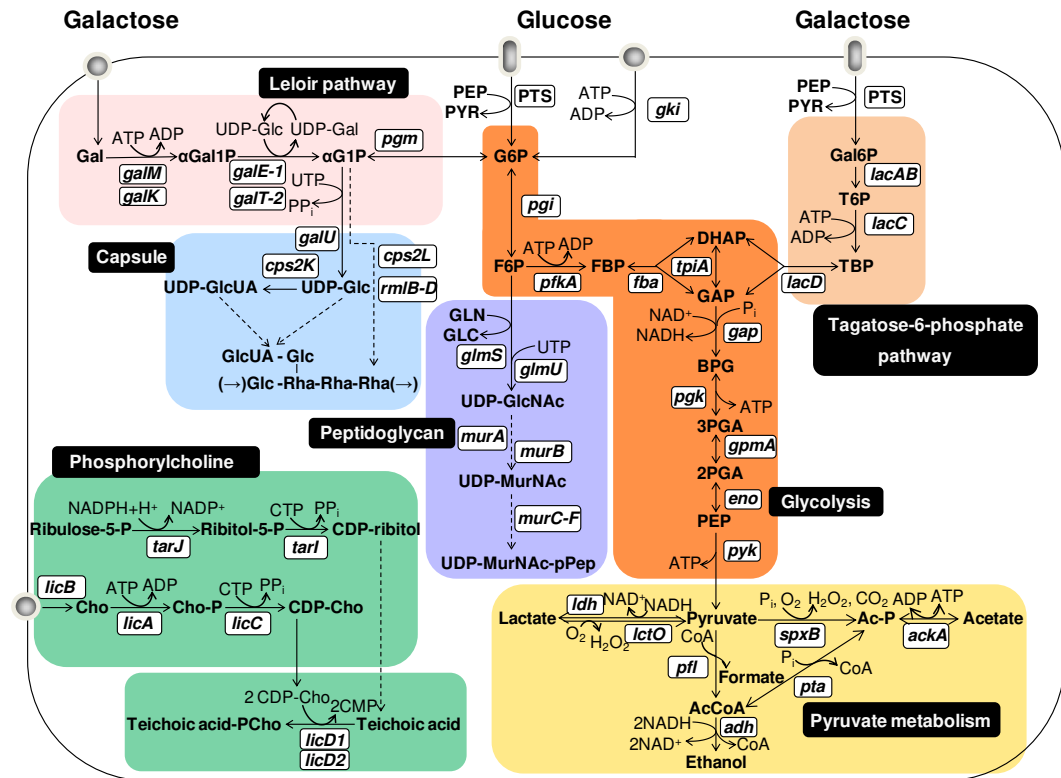 Galactose
Glucose
Galactose
Leloir pathway
PEP
PYR
PTS
ATP
ADP
gki
PEP
PYR
PTS
UDP-Glc
UDP-Gal
ATP
ADP
Gal
αGal1P
αG1P
pgm
G6P
galM
galK
galE-1
galT-2
UTP
PPi
Gal6P
lacAB
T6P
ATP
ADP
lacC
TBP
lacD
Tagatose-6-phosphate
pathway
pgi
galU
Capsule
cps2K
cps2L
rmlB-D
UDP-GlcUA
UDP-Glc
GlcUA - Glc
(→)Glc -Rha-Rha-Rha(→)
F6P
ATP
ADP
pfkA
FBP
fba
DHAP
tpiA
GAP
NAD⁺
NADH
Pi
gap
BPG
pgk
ATP
3PGA
gpmA
2PGA
eno
Glycolysis
PEP
ATP
pyk
GLN
GLC
glmS
UTP
glmU
UDP-GlcNAc
Peptidoglycan
murA
murB
UDP-MurNAc
murC-F
UDP-MurNAc-pPep
Phosphorylcholine
NADPH+H⁺
NADP⁺
CTP
PPi
Ribulose-5-P
Ribitol-5-P
CDP-ribitol
tarJ
tarI
licB
ATP
ADP
CTP
PPi
Cho
Cho-P
CDP-Cho
licA
licC
2 CDP-Cho
2CMP
Teichoic acid-PCho
Teichoic acid
licD1
licD2
ldh
NAD⁺
NADH
Lactate
Pyruvate
O₂
H₂O₂
lctO
Pi, O₂
H₂O₂, CO₂
spxB
Ac-P
ADP
ATP
ackA
Acetate
CoA
pfl
Formate
Pi
CoA
pta
AcCoA
2NADH
2NAD⁺
adh
CoA
Ethanol
Pyruvate metabolism